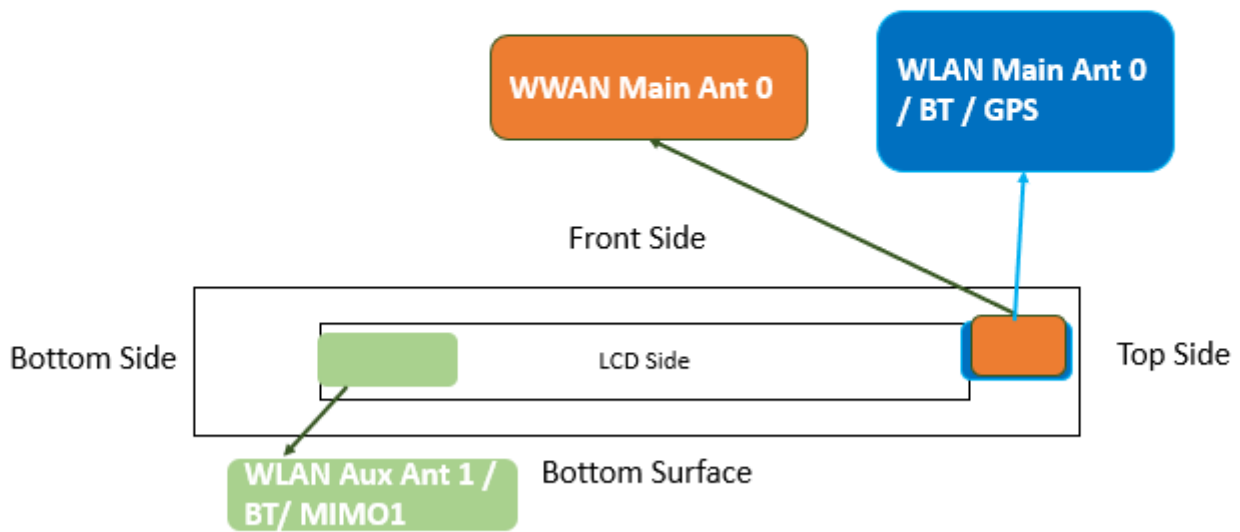 WWAN Main Ant 0
WLAN Main Ant 0
/ BT / GPS
Front Side
Bottom Side
LCD Side
Top Side
WLAN Aux Ant 1 /
BT/ MIMO1
Bottom Surface